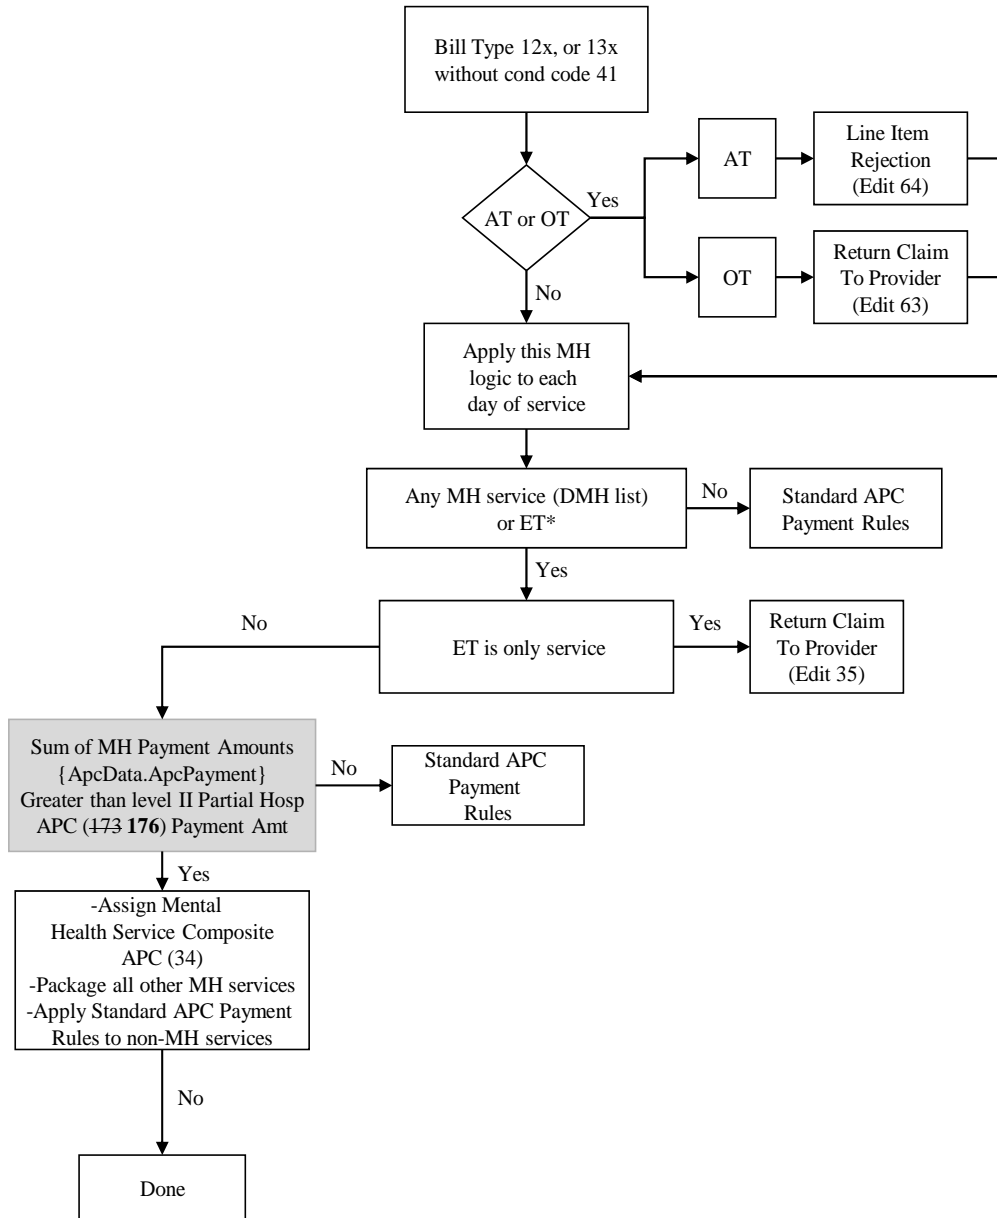 Bill Type 12x, or 13x
without cond code 41
AT or OT
Yes
AT
Line Item
Rejection
(Edit 64)
OT
Return Claim
To Provider
(Edit 63)
No
Apply this MH
logic to each
day of service
Any MH service (DMH list)
or ET*
No
Standard APC
Payment Rules
Yes
ET is only service
Yes
Return Claim
To Provider
(Edit 35)
No
Sum of MH Payment Amounts
{ApcData.ApcPayment}
Greater than level II Partial Hosp
APC (173 176) Payment Amt
No
Standard APC
Payment
Rules
Yes
-Assign Mental
Health Service Composite
APC (34)
-Package all other MH services
-Apply Standard APC Payment
Rules to non-MH services
No
Done